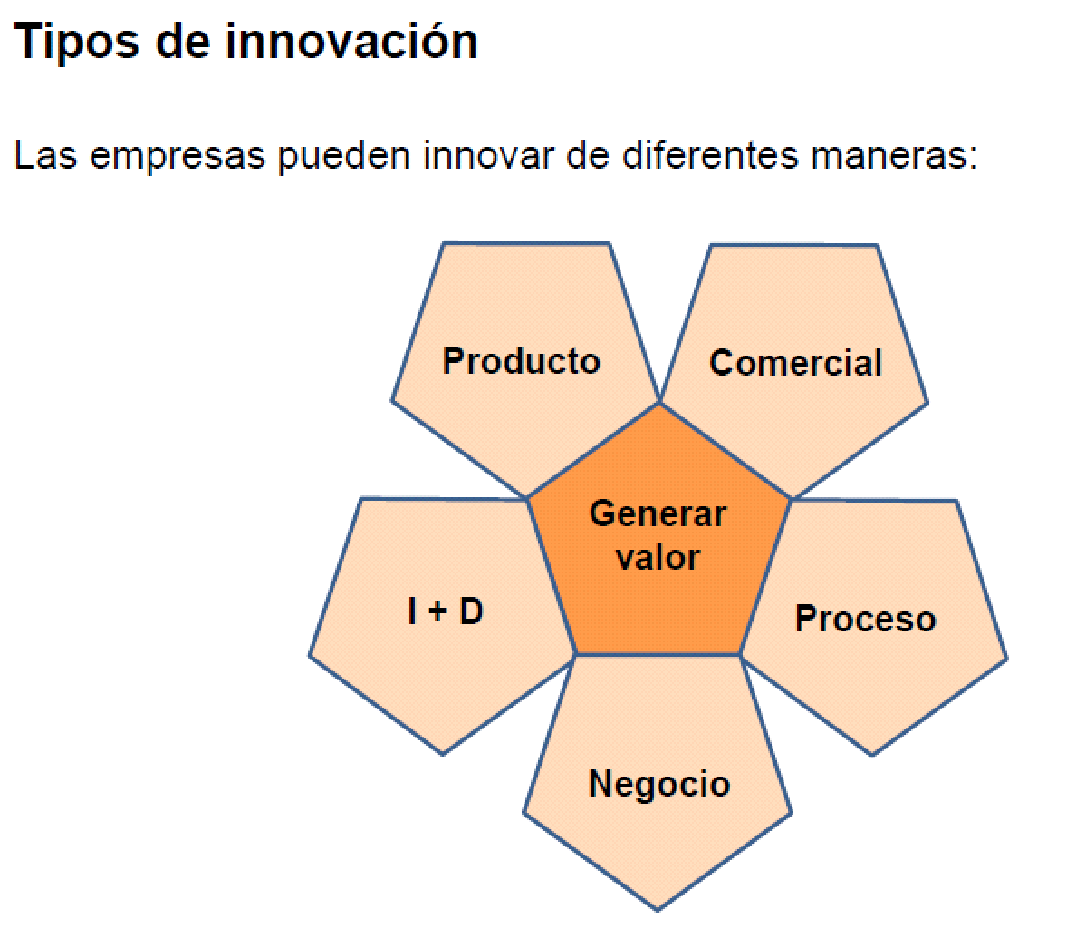 Tipos de innovación
Las empresas pueden innovar de diferentes maneras:
Producto
Comercial
Generar
valor
I + D
Proceso
Negocio